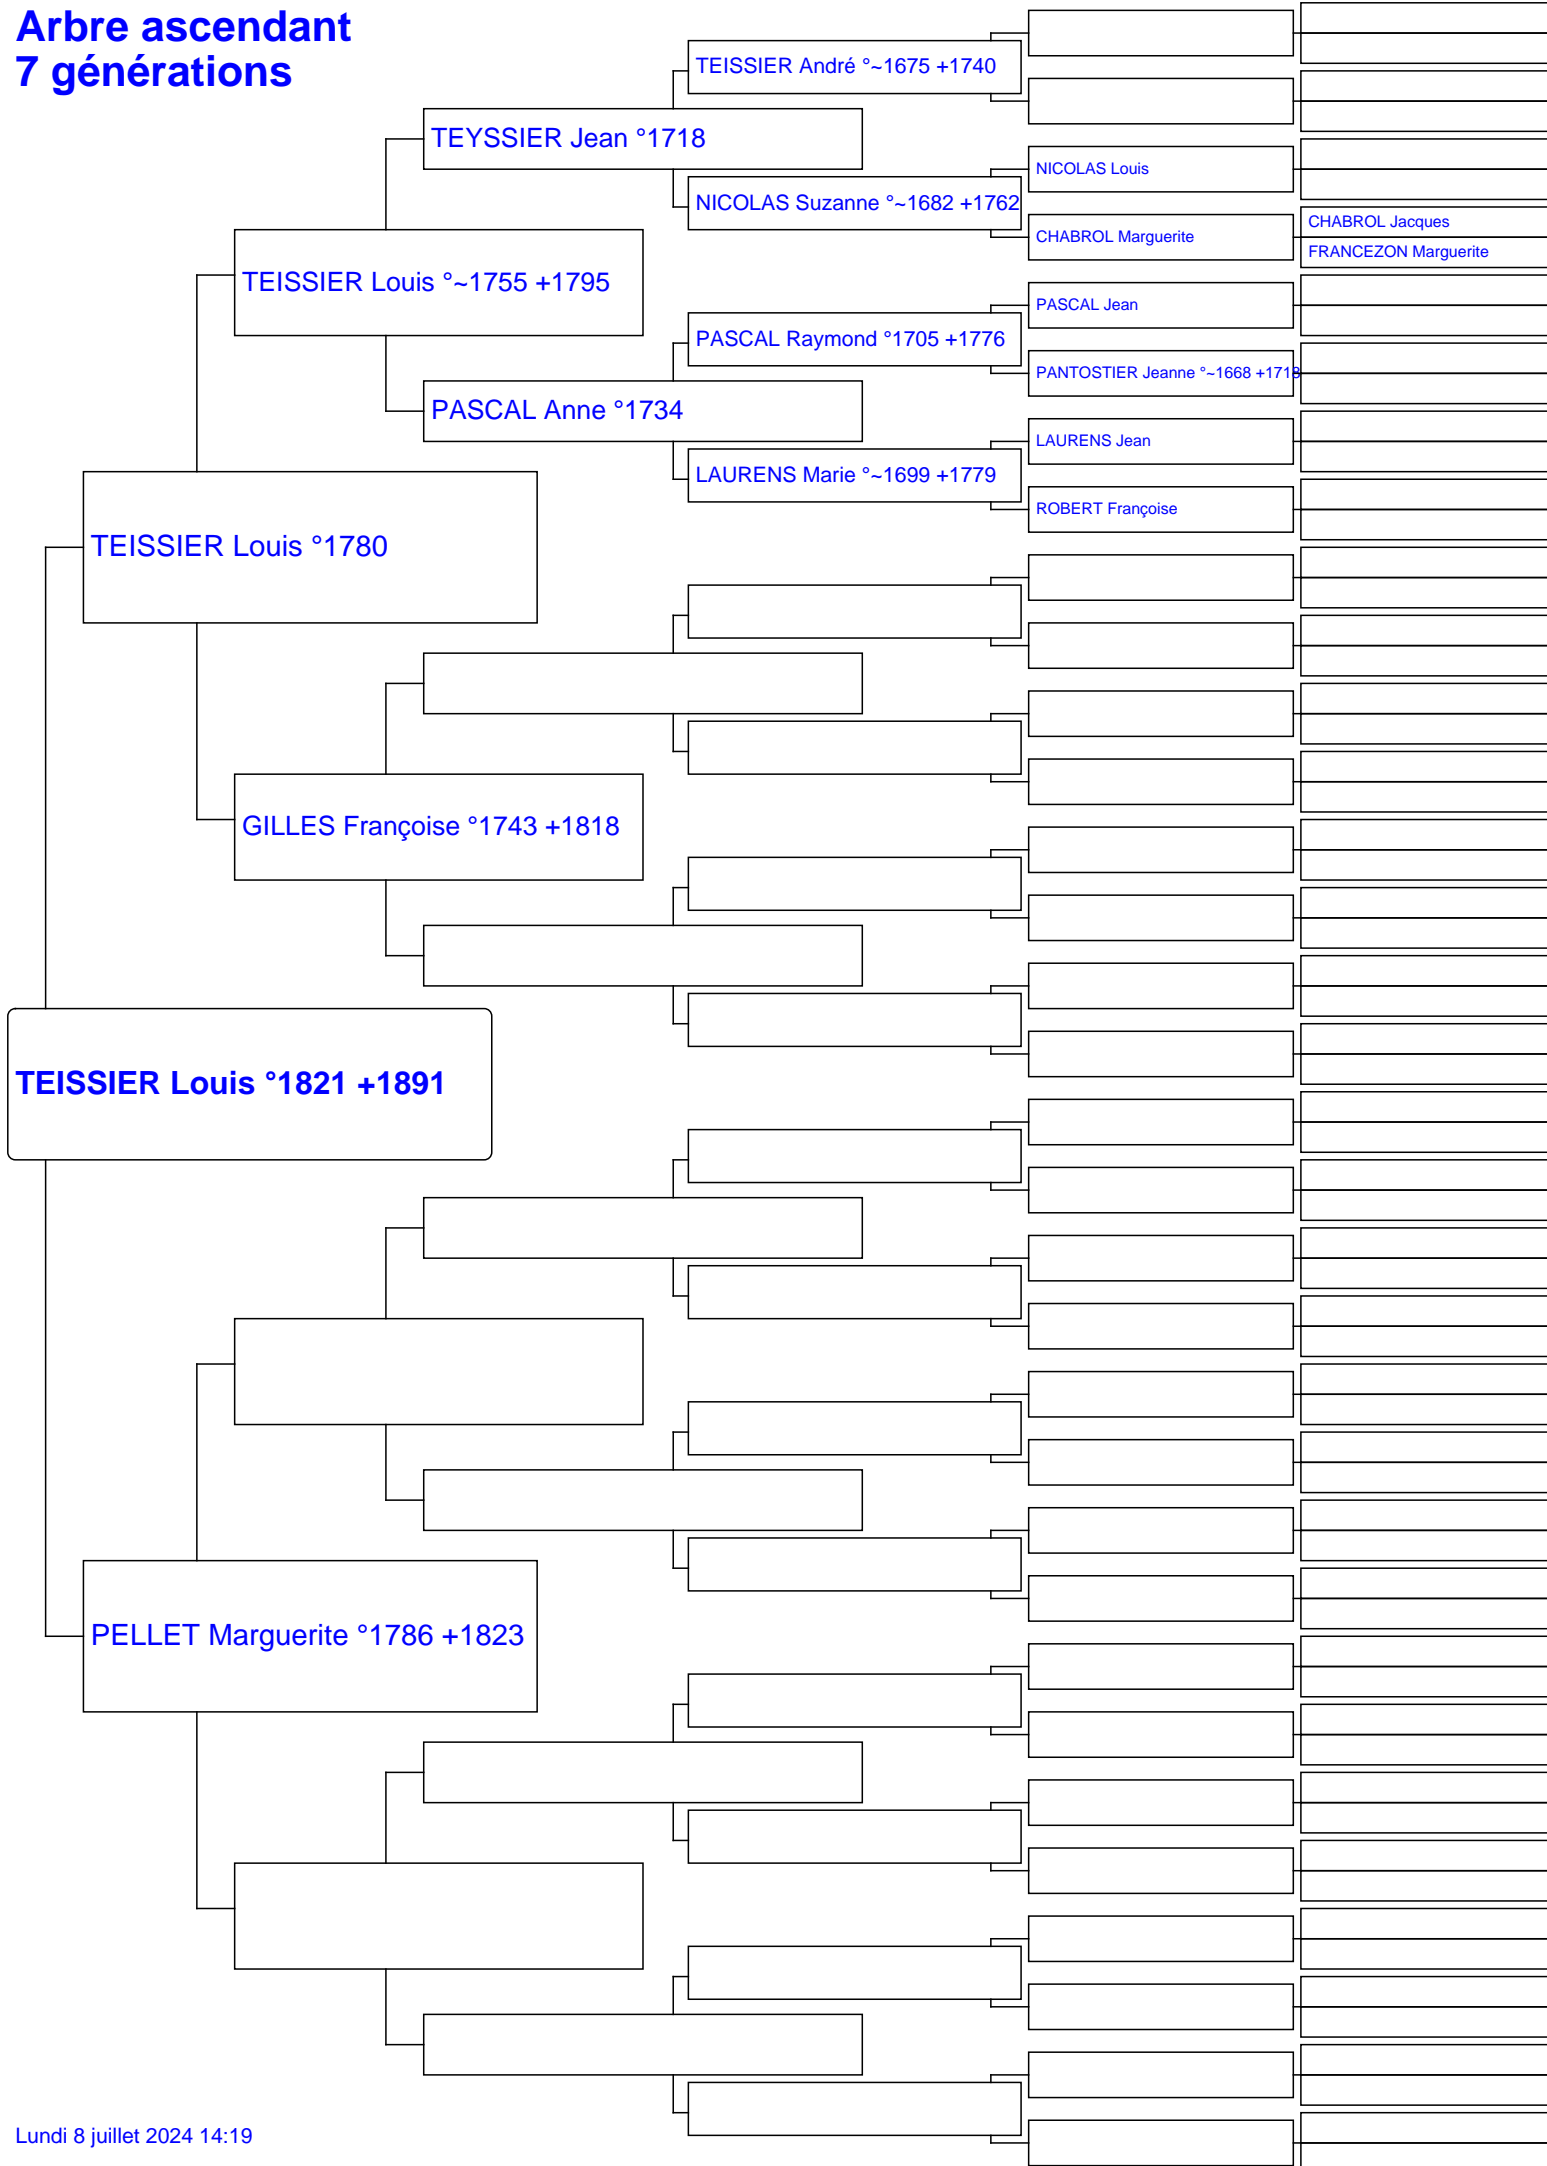 Arbre ascendant
7 générations
TEISSIER André °~1675 +1740
TEYSSIER Jean °1718
NICOLAS Louis
NICOLAS Suzanne °~1682 +1762
CHABROL Jacques
CHABROL Marguerite
FRANCEZON Marguerite
TEISSIER Louis °~1755 +1795
PASCAL Jean
PASCAL Raymond °1705 +1776
PANTOSTIER Jeanne °~1668 +1718
PASCAL Anne °1734
LAURENS Jean
LAURENS Marie °~1699 +1779
ROBERT Françoise
TEISSIER Louis °1780
GILLES Françoise °1743 +1818
TEISSIER Louis °1821 +1891
PELLET Marguerite °1786 +1823
Lundi 8 juillet 2024 14:19